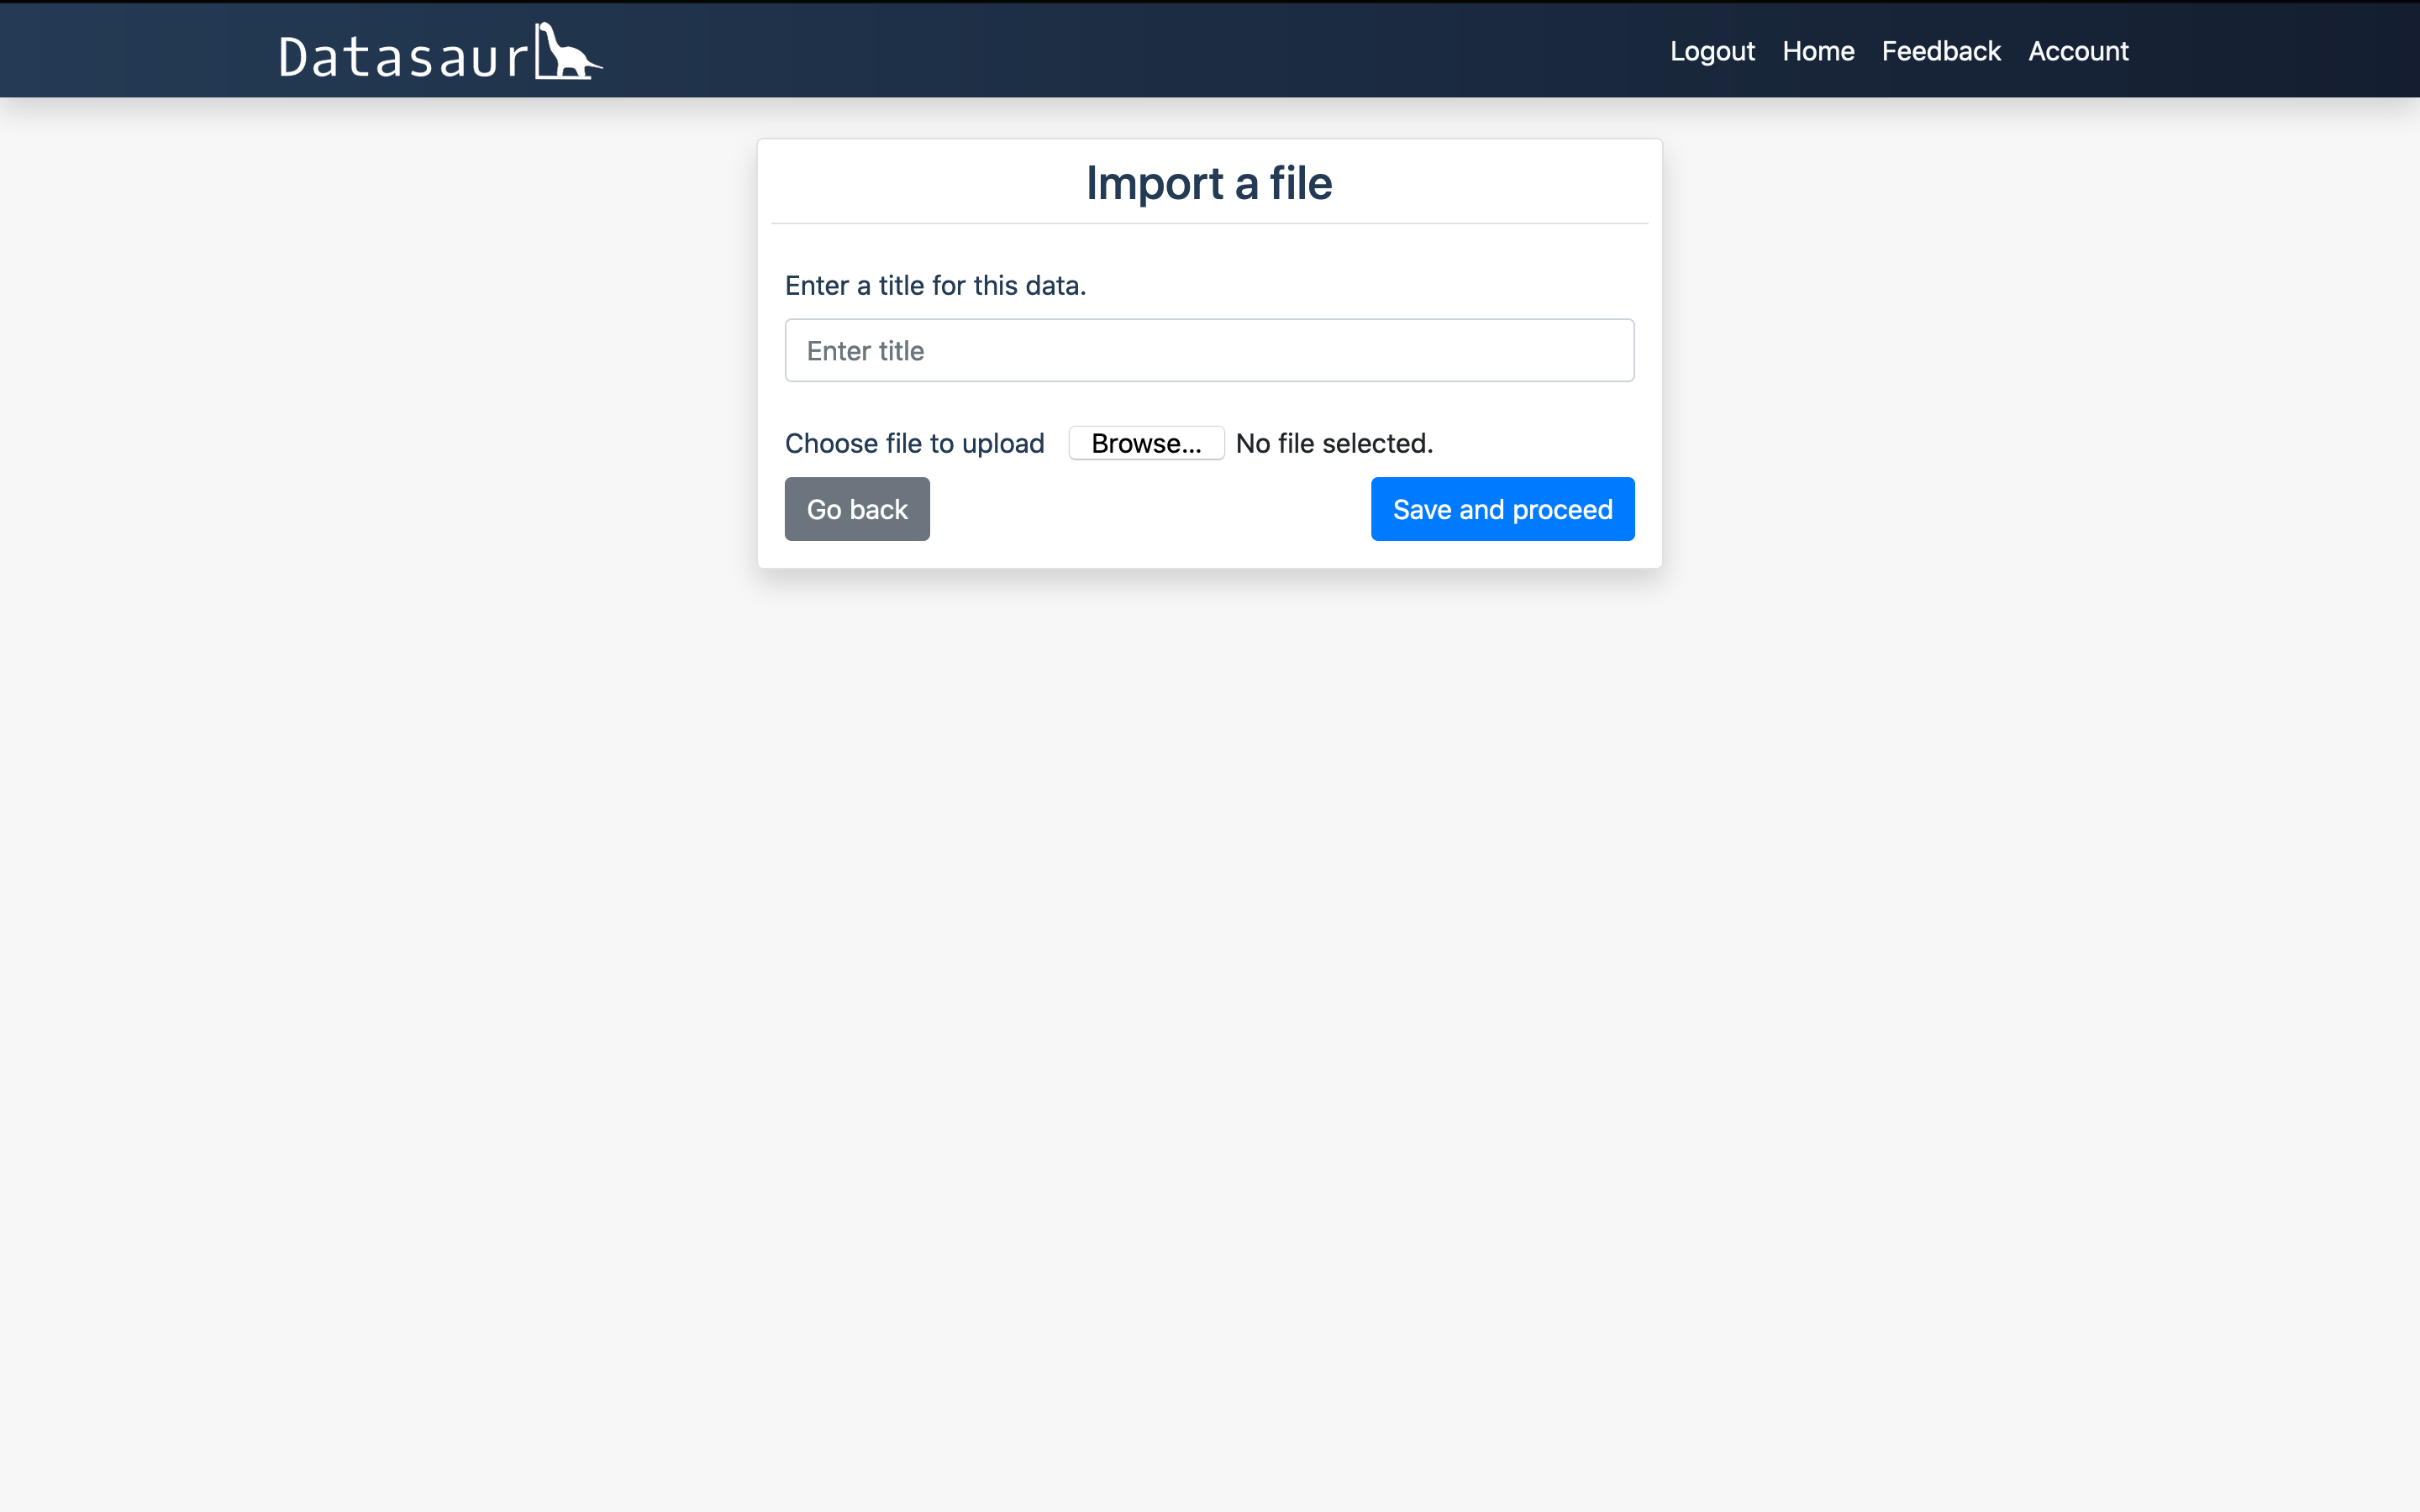 Datasaur
Logout Home Feedback Account
Import a file
Enter a title for this data.
Enter title
Choose file to upload Browse... No file selected.
Go back Save and proceed